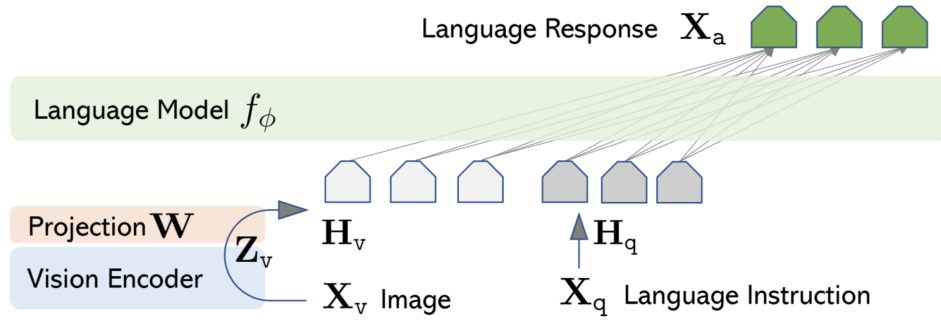 Language Response X_a
Language Model f_ϕ
Projection W
Z_v
H_v
H_q
Vision Encoder
X_v Image
X_q Language Instruction